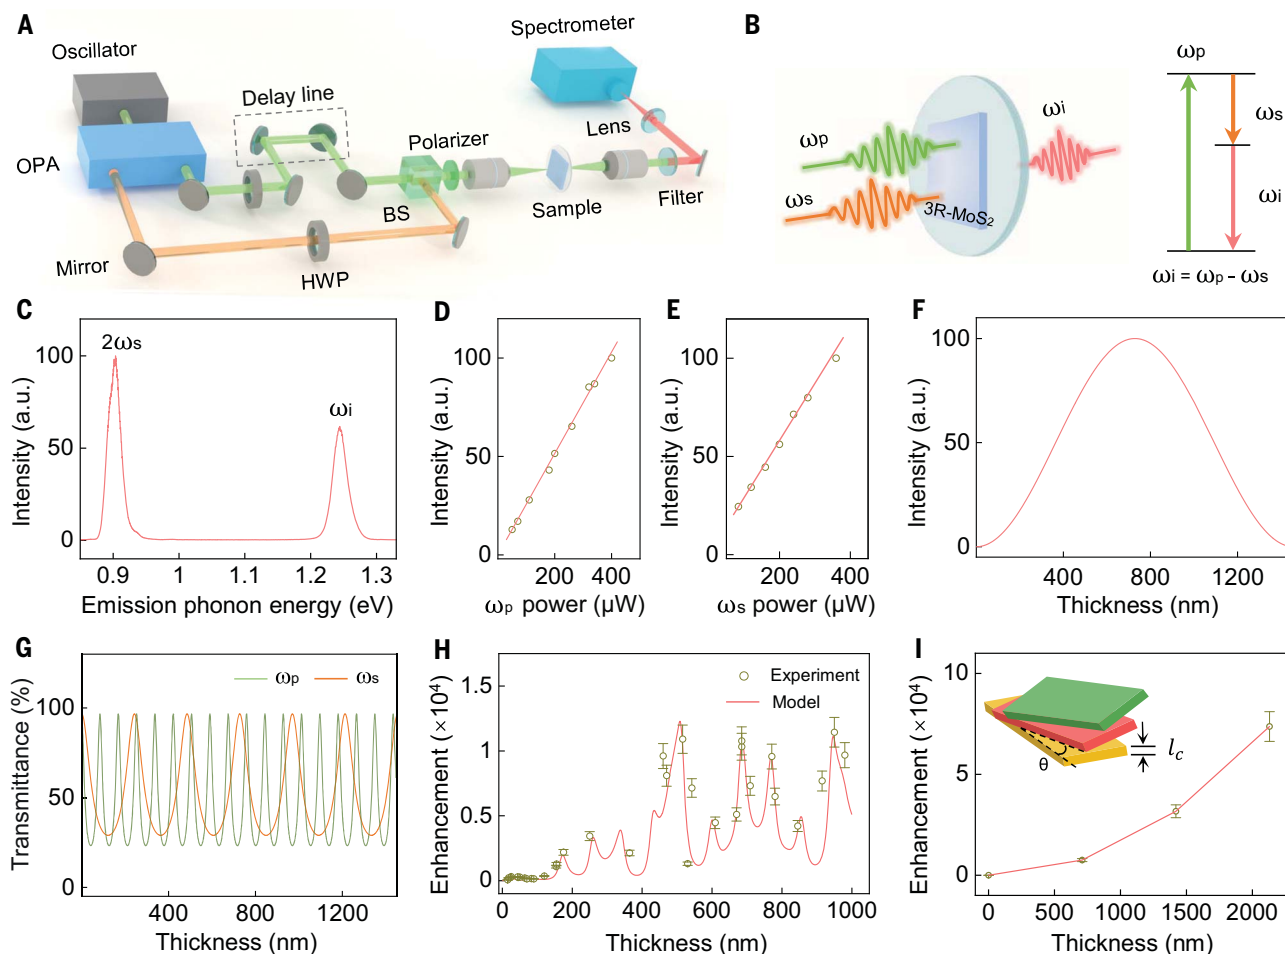 A
Oscillator
Delay line
OPA
Polarizer
Spectrometer
Lens
BS
Sample
Filter
Mirror
HWP
B
ωp
ωs
3R-MoS2
ωi
ωp
ωs
ωi
ωi = ωp - ωs
C
Intensity (a.u.)
100
50
0
2ωs
ωi
0.9 1 1.1 1.2 1.3
Emission phonon energy (eV)
D
Intensity (a.u.)
100
50
0
200 400
ωp power (µW)
E
Intensity (a.u.)
100
50
0
200 400
ωs power (µW)
F
Intensity (a.u.)
100
50
0
400 800 1200
Thickness (nm)
G
Transmittance (%)
100
50
0
ωp ωs
400 800 1200
Thickness (nm)
H
Enhancement (×10⁴)
1.5
1
0.5
0
Experiment
Model
0 200 400 600 800 1000
Thickness (nm)
I
Enhancement (×10⁴)
10
5
0
θ
lc
0 500 1000 1500 2000
Thickness (nm)